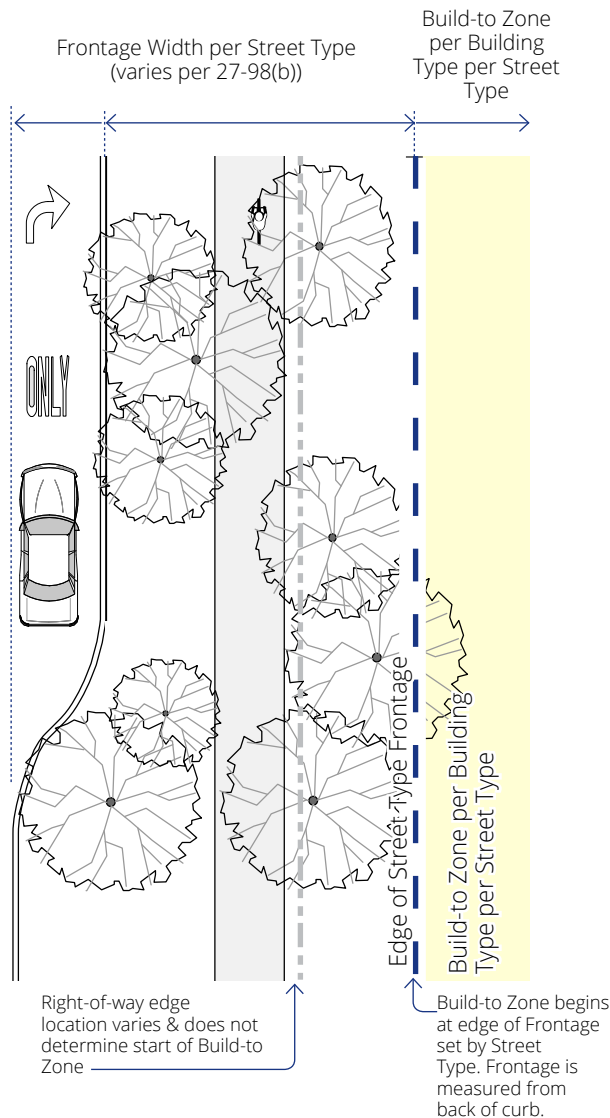 Frontage Width per Street Type
(varies per 27-98(b))
Build-to Zone
per Building
Type per Street
Type
ONLY
Edge of Street Type Frontage
Build-to Zone per Building
Type per Street Type
Right-of-way edge
location varies & does not
determine start of Build-to
Zone
Build-to Zone begins
at edge of Frontage
set by Street
Type. Frontage is
measured from
back of curb.